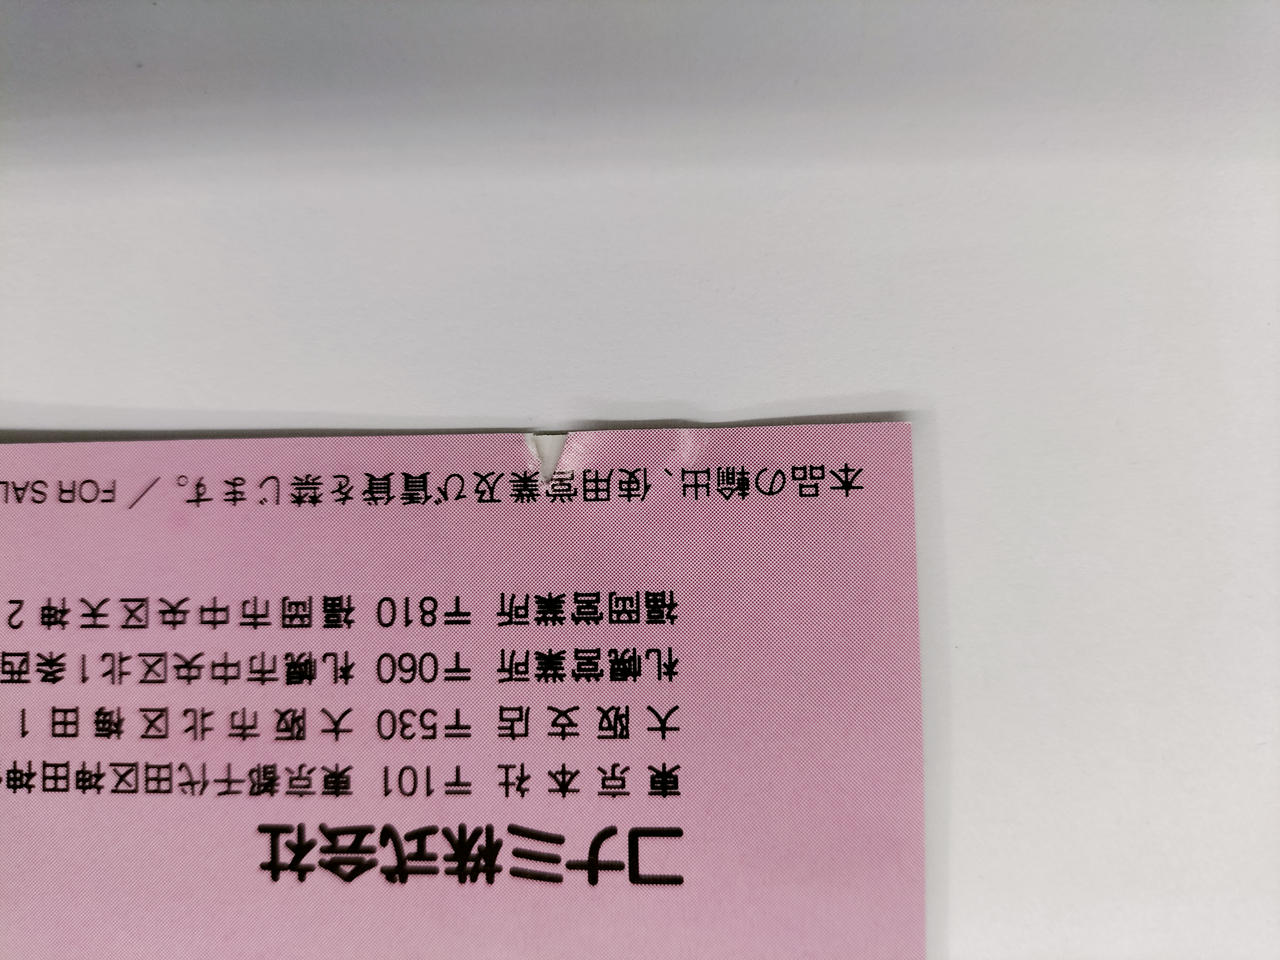 コナミ株式会社
東京本社 〒101 東京都千代田区神田神
大阪支店 〒530 大阪市北区梅田1
札幌営業所 〒060 札幌市中央区北1条西
福岡営業所 〒810 福岡市中央区天神2
本品の輸出、使用営業及び賃貸を禁じます。／FOR SAL